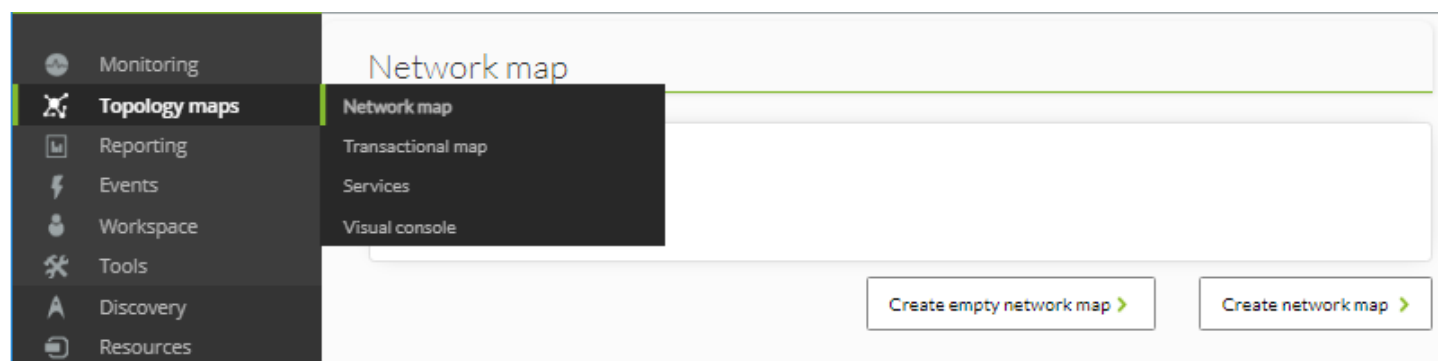 Network map
Monitoring
Topology maps
Reporting
Events
Workspace
Tools
Discovery
Resources
Network map
Transactional map
Services
Visual console
Create empty network map
Create network map